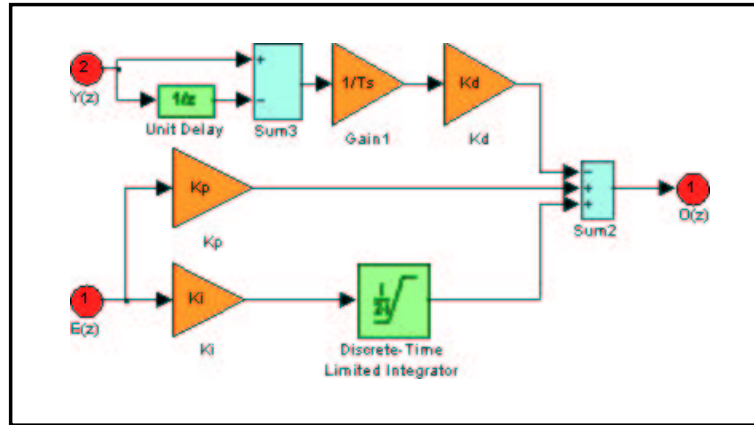 2
Y(z)
1/z
Unit Delay
+
−
Sum3
1/Ts
Gain1
Kd
Kd
Kp
Kp
−
+
+
Sum2
1
O(z)
1
E(z)
Ki
Ki
Discrete-Time
Limited Integrator